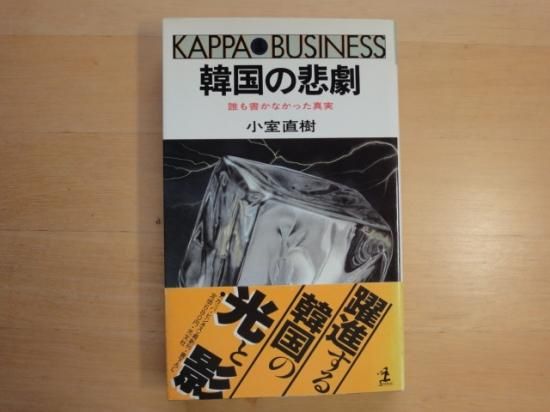 KAPPA BUSINESS
韓国の悲劇
誰も書かなかった真実
小室直樹
躍進する
韓国の
光と影